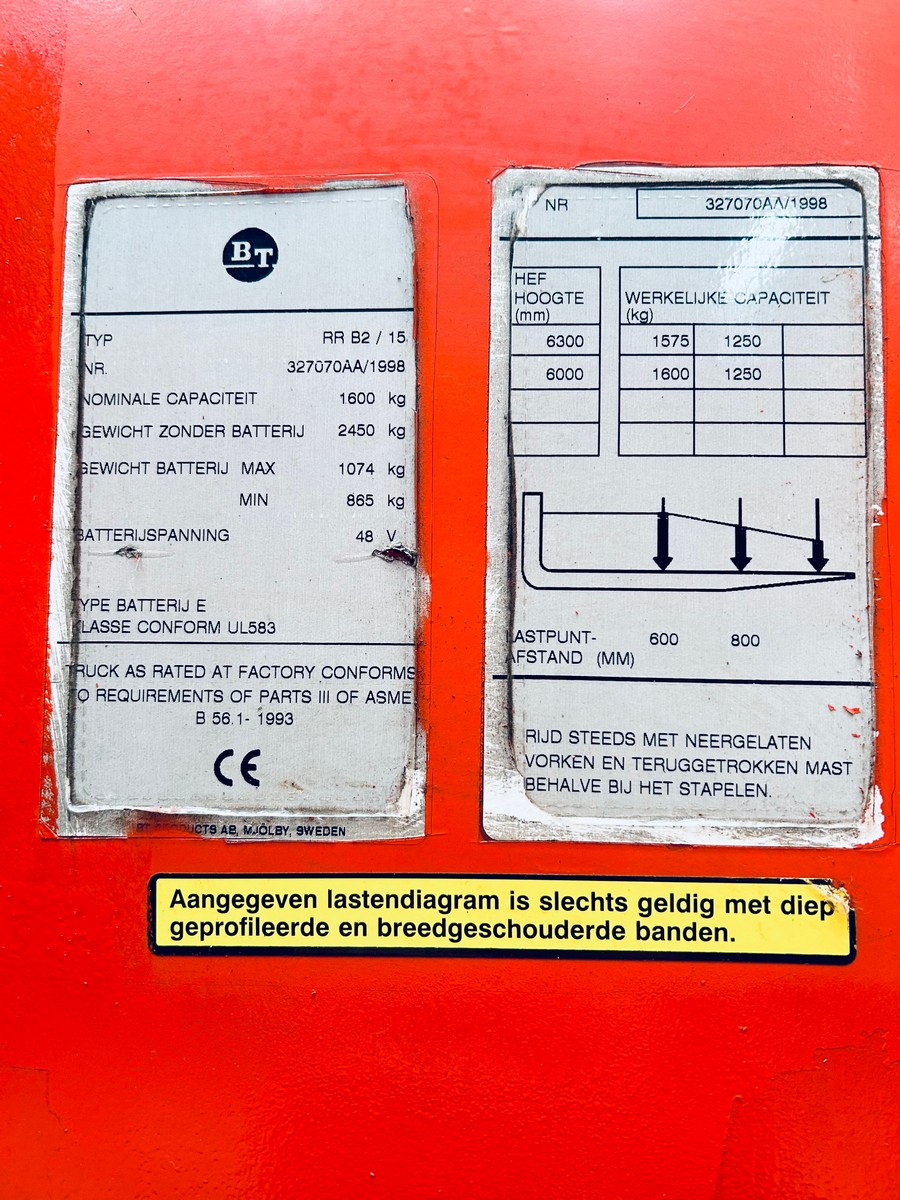 BT
TYP RR B2 / 15
NR. 327070AA/1998
NOMINALE CAPACITEIT 1600 kg
GEWICHT ZONDER BATTERIJ 2450 kg
GEWICHT BATTERIJ MAX 1074 kg
MIN 865 kg
BATTERIJSPANNING 48 V
YPE BATTERIJ E
LASSE CONFORM UL583
RUCK AS RATED AT FACTORY CONFORMS
O REQUIREMENTS OF PARTS III OF ASME
B 56.1- 1993
CE
BT PRODUCTS AB, MJÖLBY, SWEDEN
NR 327070AA/1998
HEF
HOOGTE
(mm)
WERKELIJKE CAPACITEIT
(kg)
6300 1575 1250
6000 1600 1250
LASTPUNT- 600 800
AFSTAND (MM)
RIJD STEEDS MET NEERGELATEN
VORKEN EN TERUGGETROKKEN MAST
BEHALVE BIJ HET STAPELEN.
Aangegeven lastendiagram is slechts geldig met diep
geprofileerde en breedgeschouderde banden.